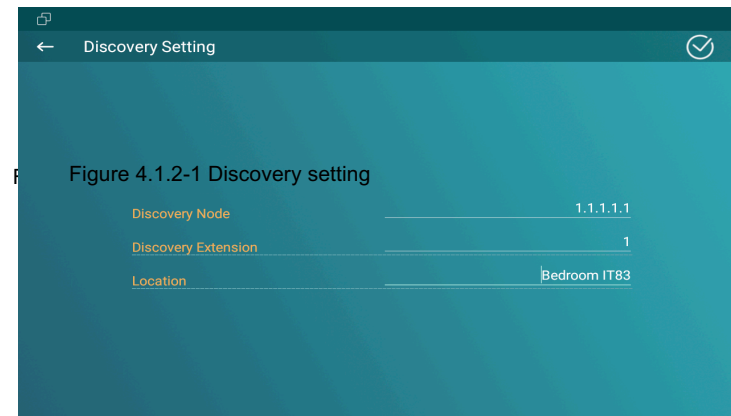 Discovery Setting
Figure 4.1.2-1 Discovery setting
Discovery Node 1.1.1.1.1
Discovery Extension 1
Location Bedroom IT83